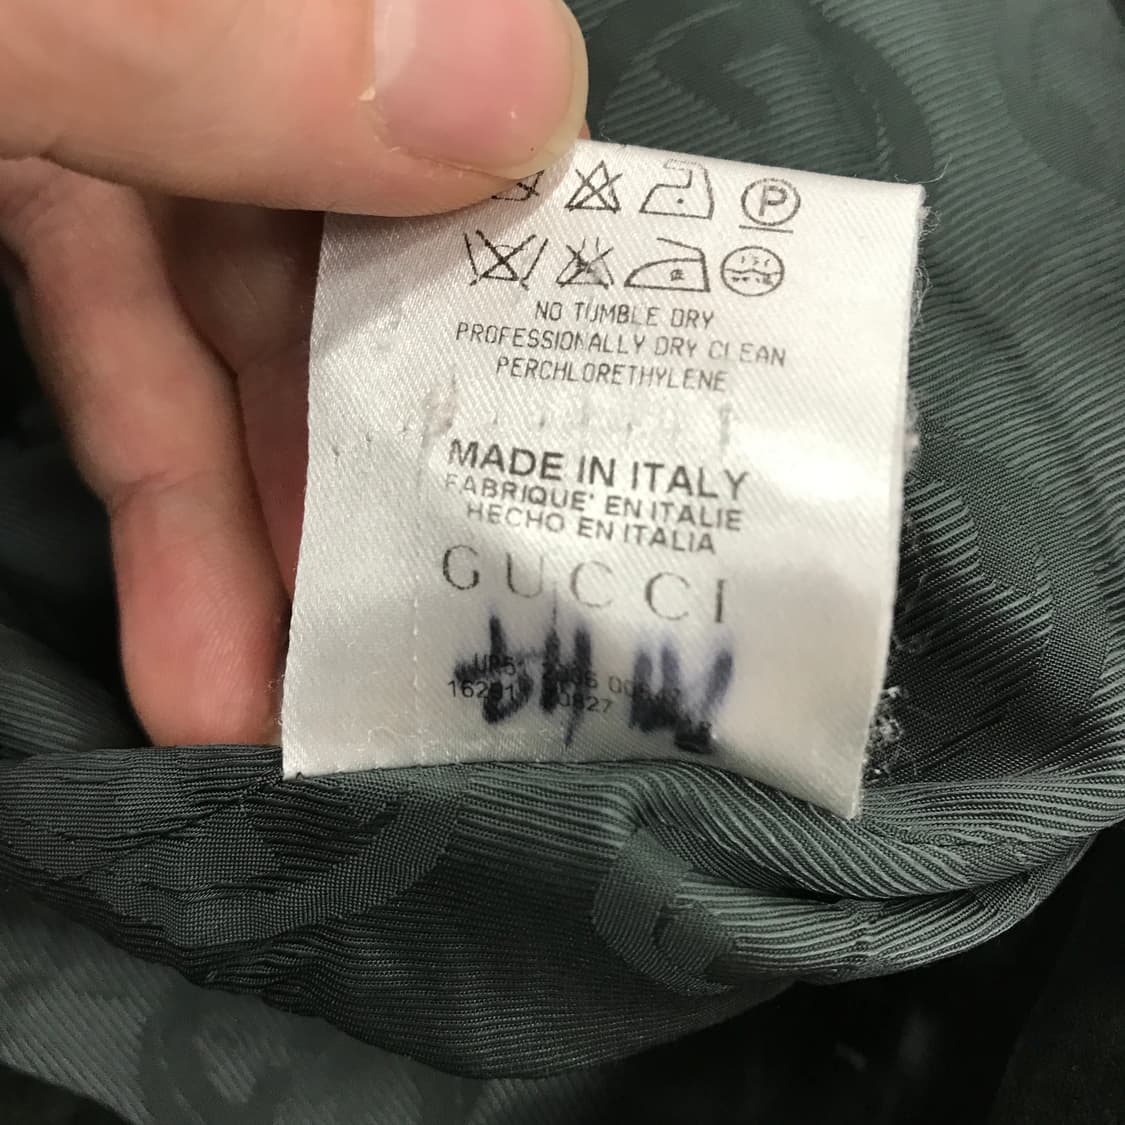 P
NO TUMBLE DRY
PROFESSIONALLY DRY CLEAN
PERCHLORETHYLENE
MADE IN ITALY
FABRIQUE' EN ITALIE
HECHO EN ITALIA
GUCCI